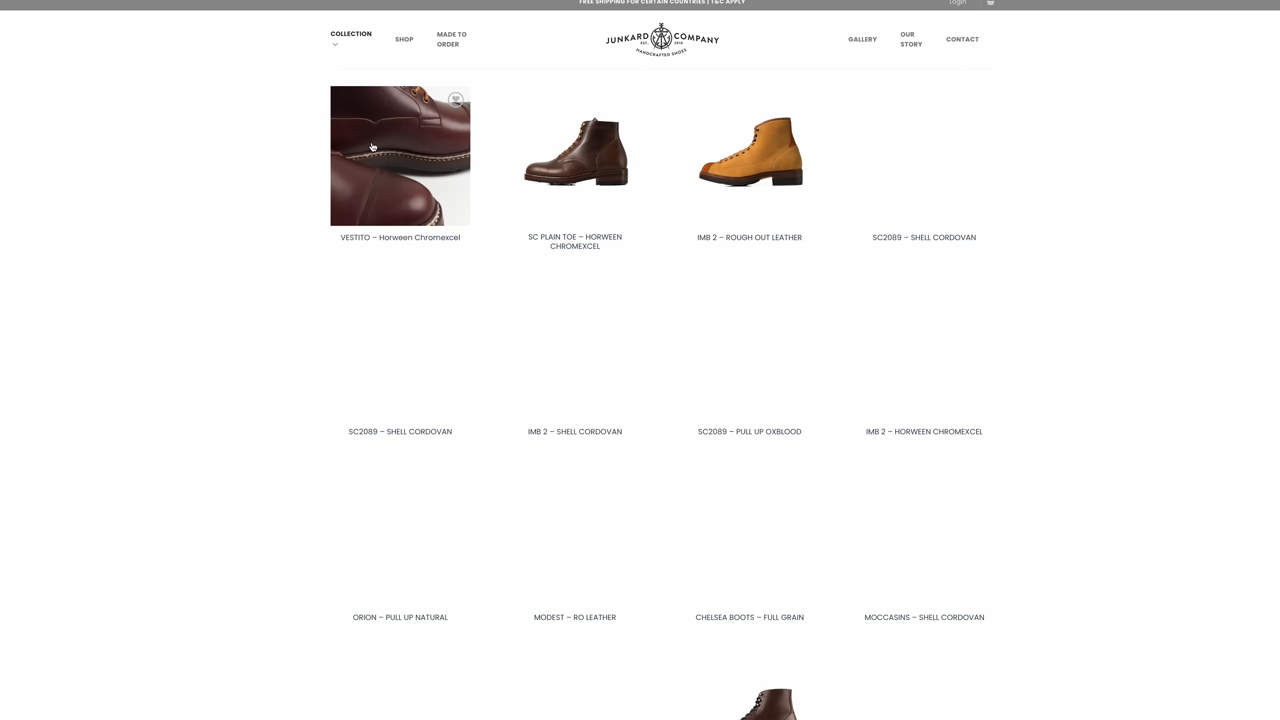 FREE SHIPPING FOR CERTAIN COUNTRIES | T&C APPLY
Login
COLLECTION
SHOP
MADE TO
ORDER
JUNKARD COMPANY
EST. 2018
HANDCRAFTED SHOES
GALLERY
OUR
STORY
CONTACT
VESTITO – Horween Chromexcel
SC PLAIN TOE – HORWEEN
CHROMEXCEL
IMB 2 – ROUGH OUT LEATHER
SC2089 – SHELL CORDOVAN
SC2089 – SHELL CORDOVAN
IMB 2 – SHELL CORDOVAN
SC2089 – PULL UP OXBLOOD
IMB 2 – HORWEEN CHROMEXCEL
ORION – PULL UP NATURAL
MODEST – RO LEATHER
CHELSEA BOOTS – FULL GRAIN
MOCCASINS – SHELL CORDOVAN